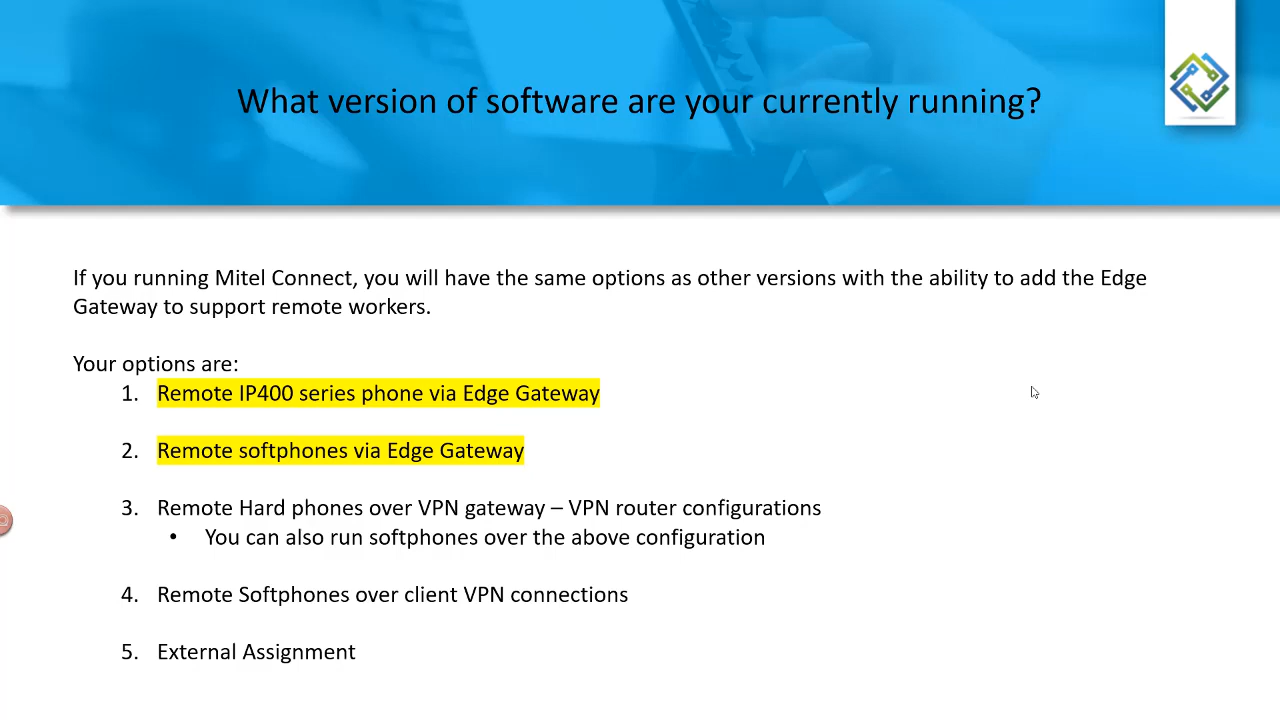 What version of software are your currently running?
If you running Mitel Connect, you will have the same options as other versions with the ability to add the Edge
Gateway to support remote workers.
Your options are:
1. Remote IP400 series phone via Edge Gateway
2. Remote softphones via Edge Gateway
3. Remote Hard phones over VPN gateway – VPN router configurations
• You can also run softphones over the above configuration
4. Remote Softphones over client VPN connections
5. External Assignment